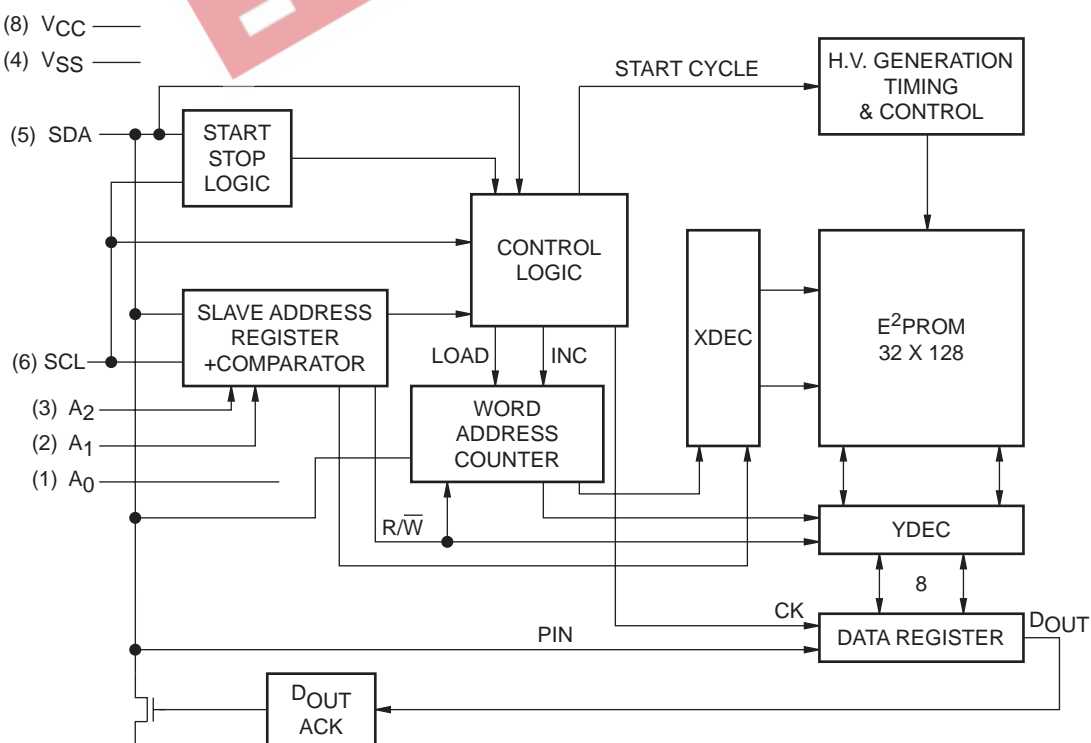 (8) VCC
(4) VSS
START CYCLE
H.V. GENERATION
TIMING
& CONTROL
(5) SDA
START
STOP
LOGIC
CONTROL
LOGIC
SLAVE ADDRESS
REGISTER
+COMPARATOR
XDEC
E²PROM
32 X 128
(6) SCL
LOAD
INC
(3) A2
(2) A1
(1) A0
WORD
ADDRESS
COUNTER
R/W̅
YDEC
8
CK
PIN
DATA REGISTER
DOUT
DOUT
ACK